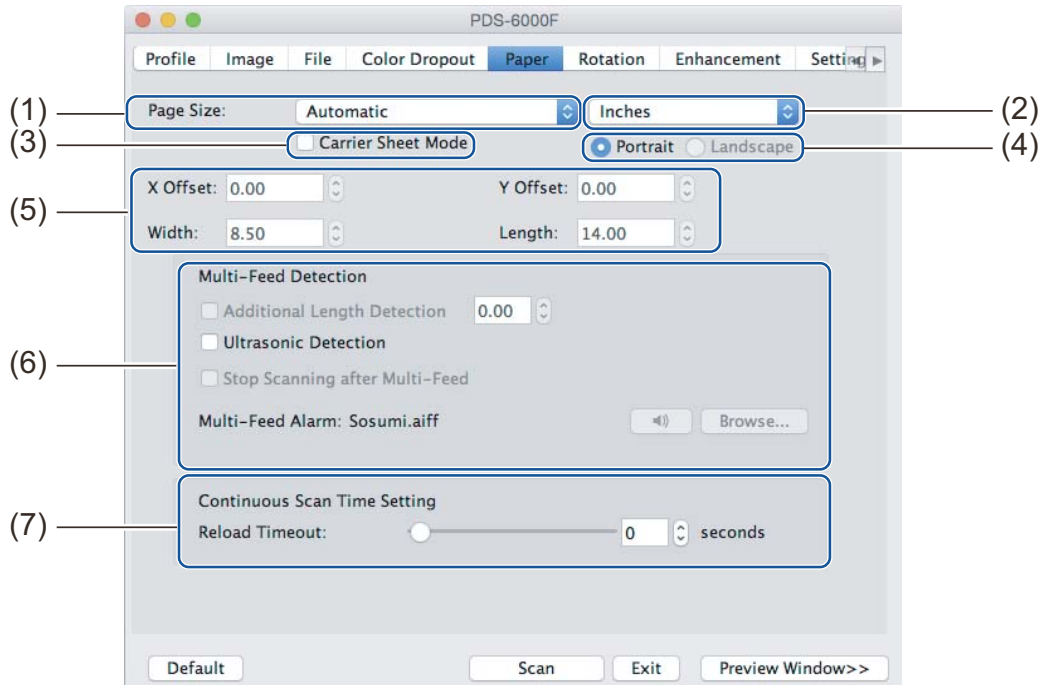 PDS-6000F
Profile Image File Color Dropout Paper Rotation Enhancement Setting
(1) Page Size: Automatic Inches (2)
(3) Carrier Sheet Mode Portrait Landscape (4)
(5) X Offset: 0.00 Y Offset: 0.00
Width: 8.50 Length: 14.00
Multi-Feed Detection
Additional Length Detection 0.00
Ultrasonic Detection
(6) Stop Scanning after Multi-Feed
Multi-Feed Alarm: Sosumi.aiff Browse...
Continuous Scan Time Setting
(7) Reload Timeout: 0 seconds
Default Scan Exit Preview Window>>